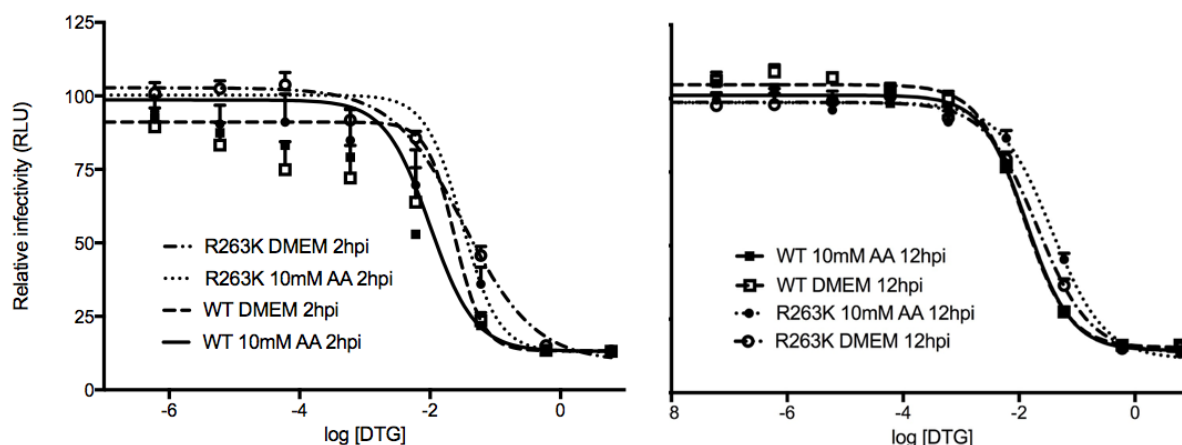 125
100
75
50
25
0
Relative infectivity (RLU)
R263K DMEM 2hpi
R263K 10mM AA 2hpi
WT DMEM 2hpi
WT 10mM AA 2hpi
-6
-4
-2
0
log [DTG]
WT 10mM AA 12hpi
WT DMEM 12hpi
R263K 10mM AA 12hpi
R263K DMEM 12hpi
8
-6
-4
-2
0
log [DTG]